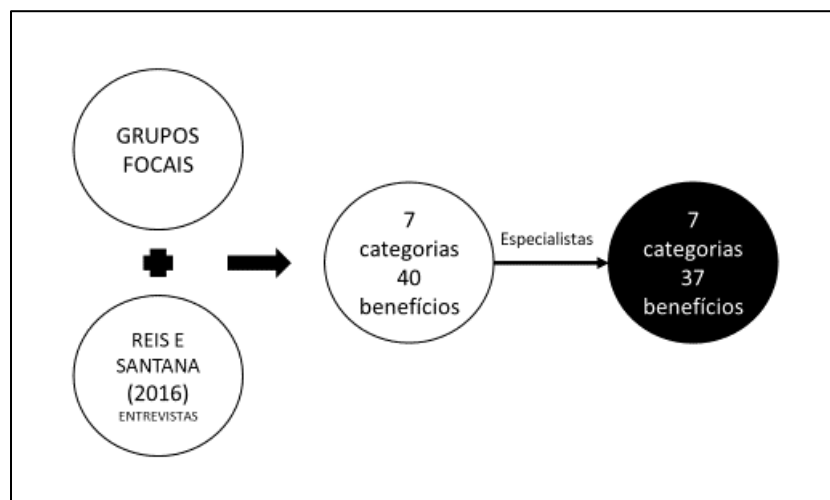 GRUPOS
FOCAIS
REIS E
SANTANA
(2016)
ENTREVISTAS
7
categorias
40
benefícios
Especialistas
7
categorias
37
benefícios